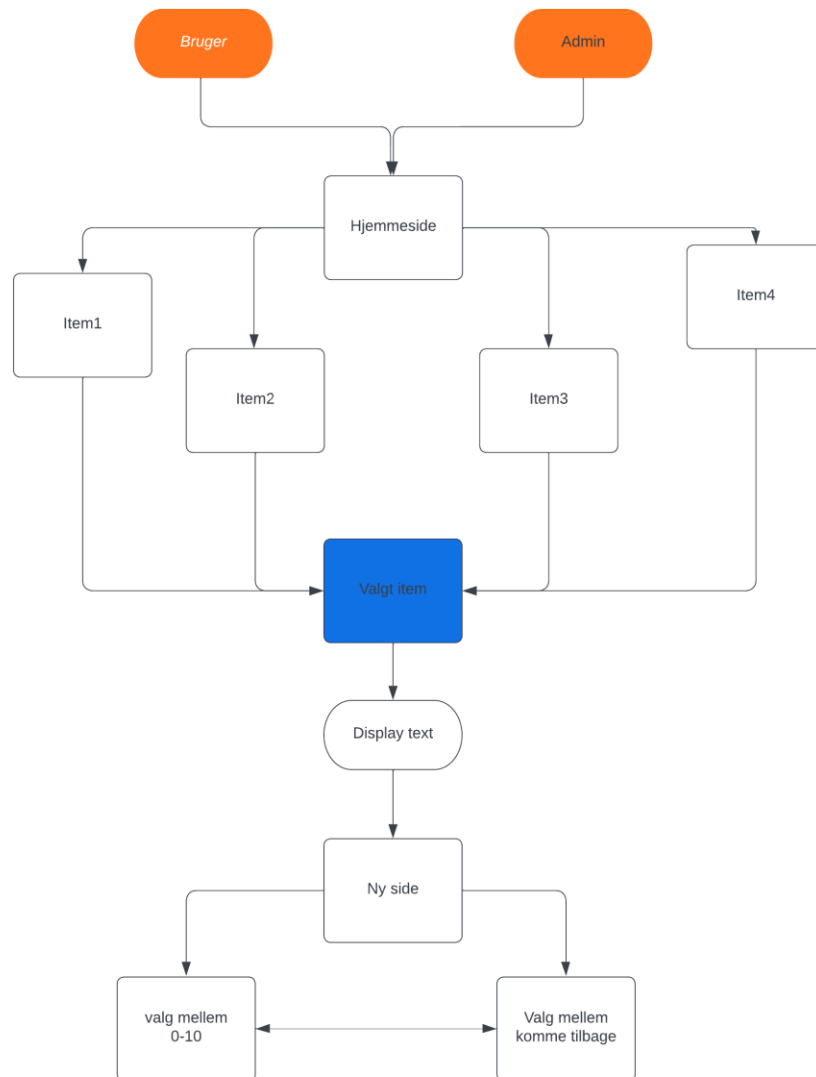 Bruger
Admin
Hjemmeside
Item1
Item4
Item2
Item3
Valgt item
Display text
Ny side
valg mellem
0-10
Valg mellem
komme tilbage